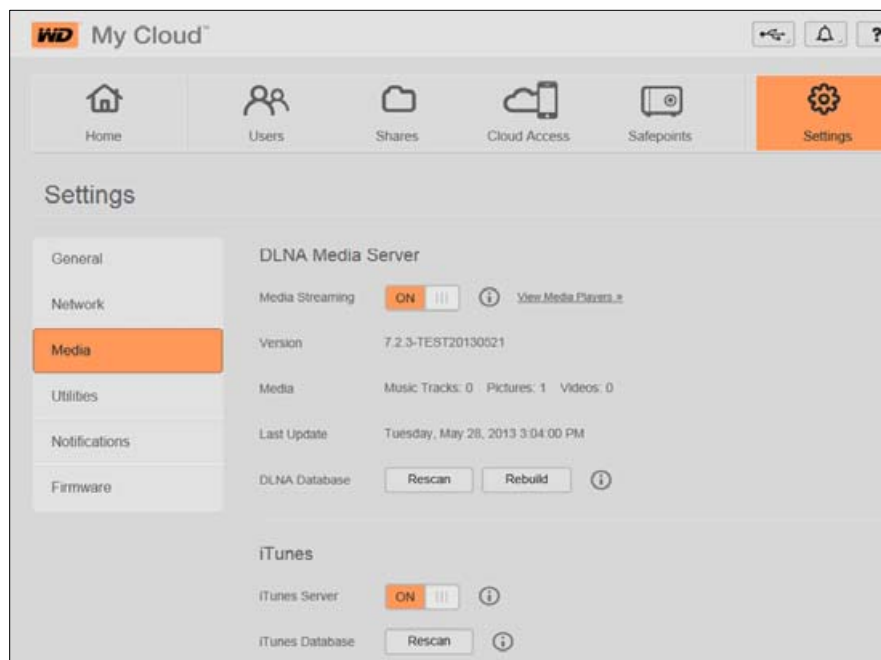 WD My Cloud™
?
Home Users Shares Cloud Access Safepoints Settings
Settings
General
Network
Media
Utilities
Notifications
Firmware
DLNA Media Server
Media Streaming ON View Media Players »
Version 7.2.3-TEST20130521
Media Music Tracks: 0 Pictures: 1 Videos: 0
Last Update Tuesday, May 28, 2013 3:04:00 PM
DLNA Database Rescan Rebuild
iTunes
iTunes Server ON
iTunes Database Rescan